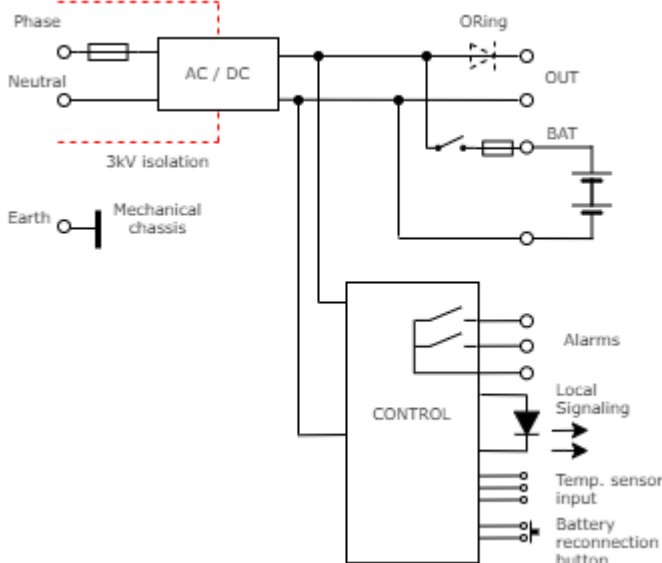 Phase
ORing
AC / DC
OUT
Neutral
BAT
3kV isolation
Earth
Mechanical
chassis
Alarms
Local
Signaling
CONTROL
Temp. sensor
input
Battery
reconnection
button